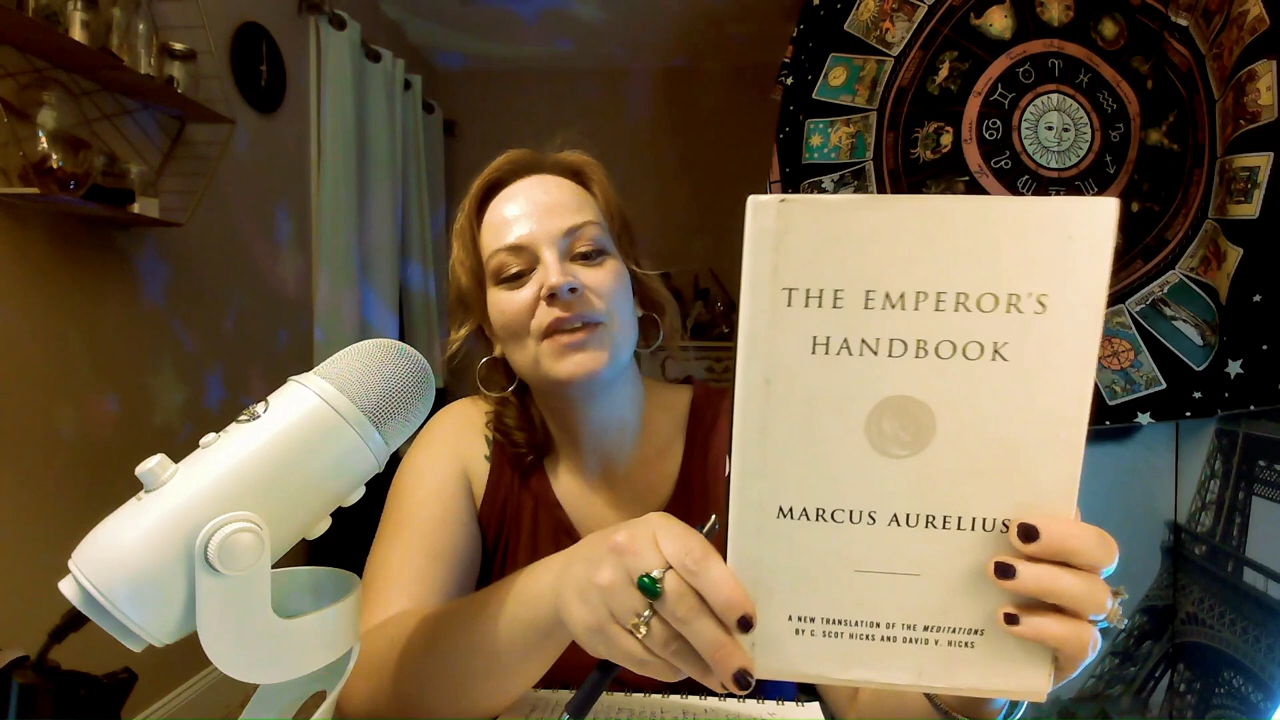 THE EMPEROR'S
HANDBOOK
MARCUS AURELIUS
A NEW TRANSLATION OF THE MEDITATIONS
BY C. SCOT HICKS AND DAVID V. HICKS